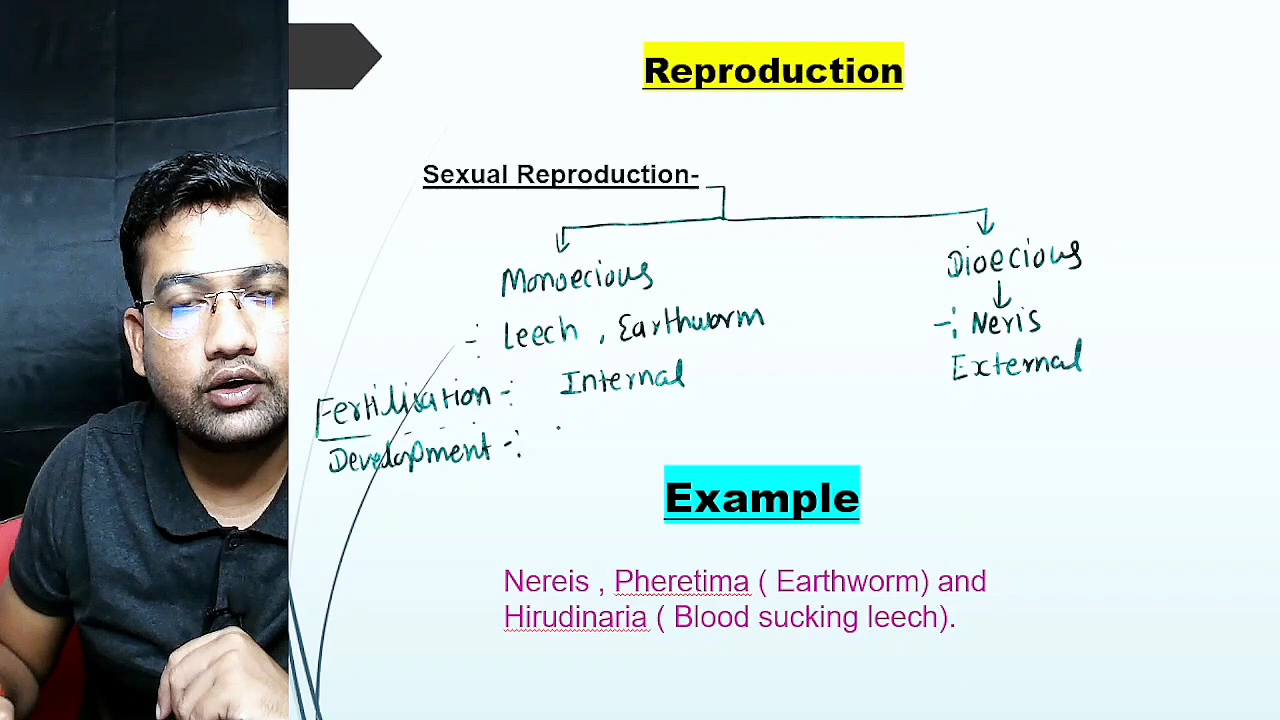 Reproduction
Sexual Reproduction-
Monoecious
Dioecious
-: Leech , Earthworm
-: Neris
Fertilisation -: Internal
External
Development -:
Example
Nereis , Pheretima ( Earthworm) and
Hirudinaria ( Blood sucking leech).